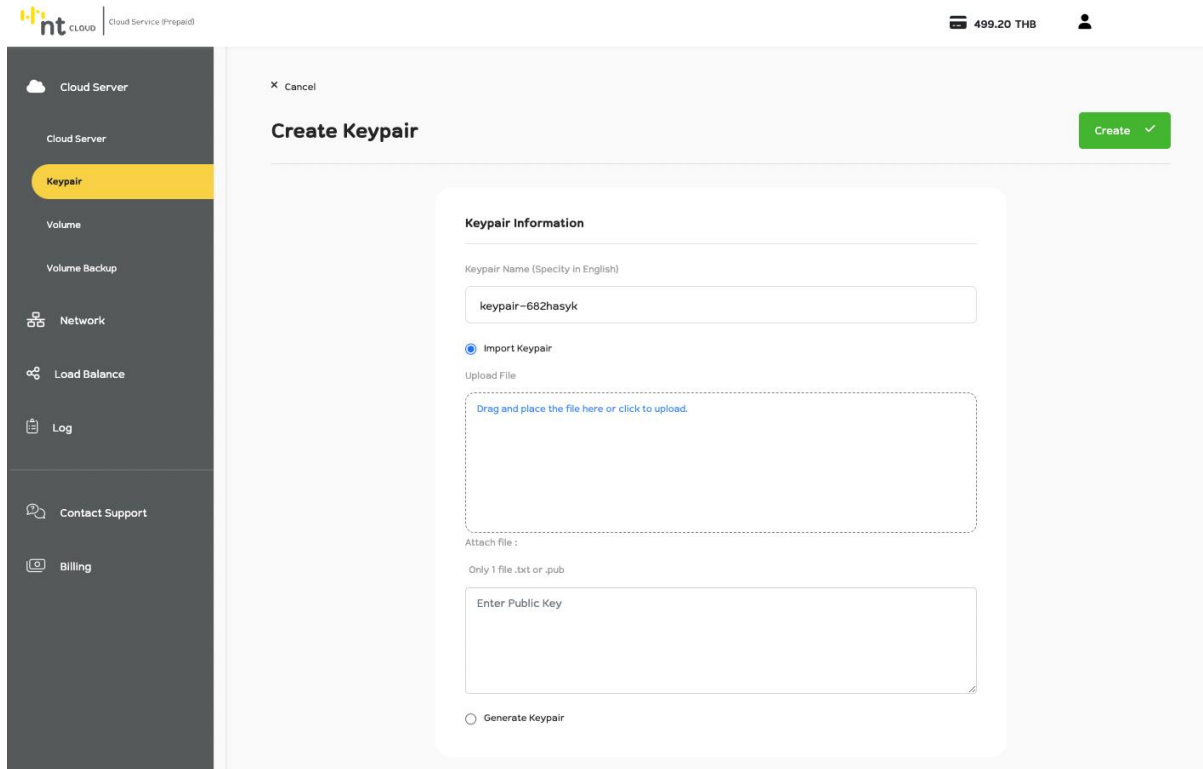 nt CLOUD Cloud Service (Prepaid)
499.20 THB
Cloud Server
Cloud Server
Keypair
Volume
Volume Backup
Network
Load Balance
Log
Contact Support
Billing
× Cancel
Create Keypair
Create
Keypair Information
Keypair Name (Specity in English)
keypair-682hasyk
Import Keypair
Upload File
Drag and place the file here or click to upload.
Attach file :
Only 1 file .txt or .pub
Enter Public Key
Generate Keypair